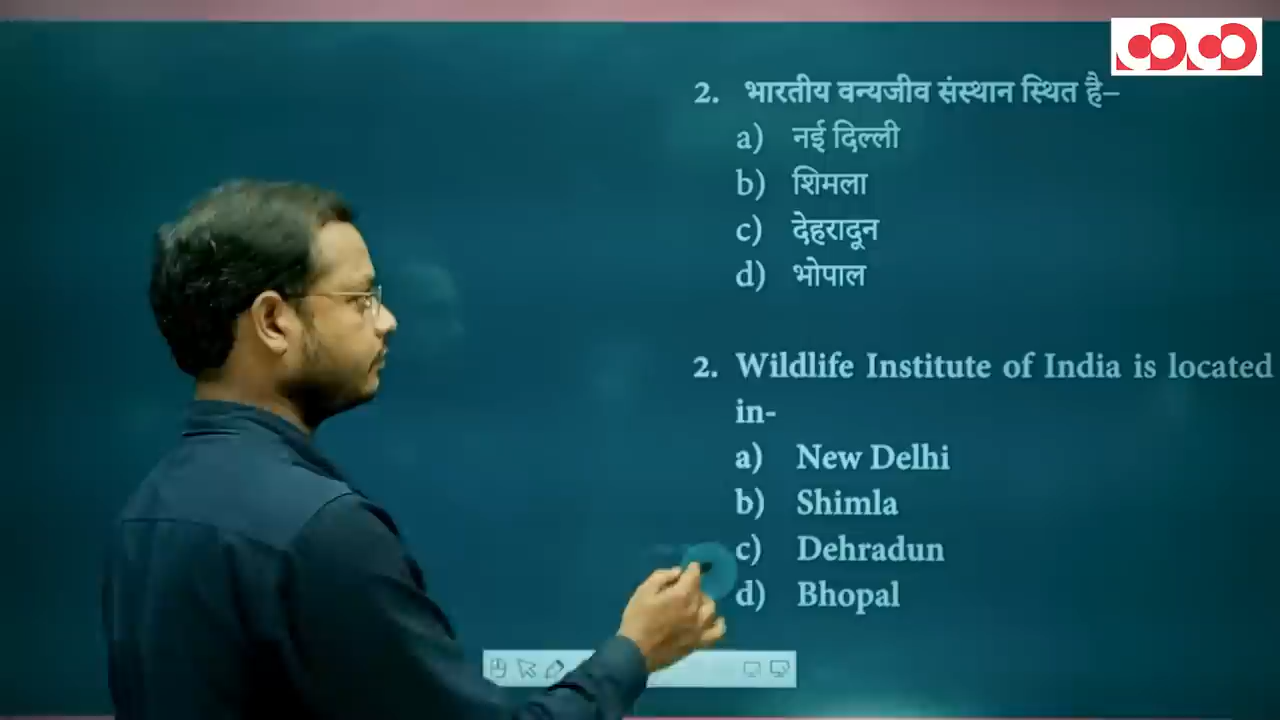 2. भारतीय वन्यजीव संस्थान स्थित है–
a) नई दिल्ली
b) शिमला
c) देहरादून
d) भोपाल
2. Wildlife Institute of India is located
in-
a) New Delhi
b) Shimla
c) Dehradun
d) Bhopal